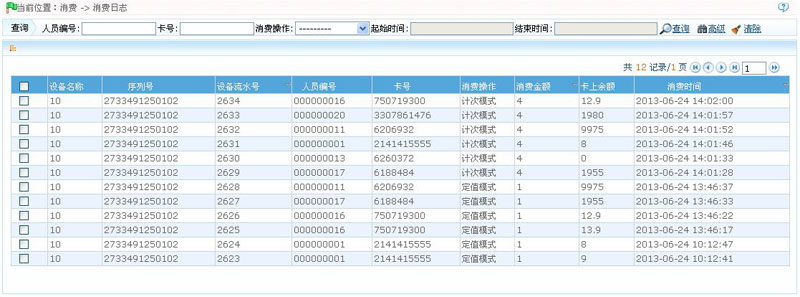 当前位置：消费 -> 消费日志
查询 人员编号: 卡号: 消费操作: --------- 起始时间: 结束时间: 查询 高级 清除
共 12 记录/1 页 1
设备名称 序列号 设备流水号 人员编号 卡号 消费操作 消费金额 卡上余额 消费时间
10 2733491250102 2634 000000016 750719300 计次模式 4 12.9 2013-06-24 14:02:00
10 2733491250102 2633 000000020 3307861476 计次模式 4 1980 2013-06-24 14:01:57
10 2733491250102 2632 000000011 6206932 计次模式 4 9975 2013-06-24 14:01:52
10 2733491250102 2631 000000001 2141415555 计次模式 4 8 2013-06-24 14:01:46
10 2733491250102 2630 000000013 6260372 计次模式 4 0 2013-06-24 14:01:33
10 2733491250102 2629 000000017 6188484 计次模式 4 1955 2013-06-24 14:01:28
10 2733491250102 2628 000000011 6206932 定值模式 1 9975 2013-06-24 13:46:37
10 2733491250102 2627 000000017 6188484 定值模式 1 1955 2013-06-24 13:46:33
10 2733491250102 2626 000000016 750719300 定值模式 1 12.9 2013-06-24 13:46:22
10 2733491250102 2625 000000016 750719300 定值模式 1 13.9 2013-06-24 13:46:17
10 2733491250102 2624 000000001 2141415555 定值模式 1 8 2013-06-24 10:12:47
10 2733491250102 2623 000000001 2141415555 定值模式 1 9 2013-06-24 10:12:41